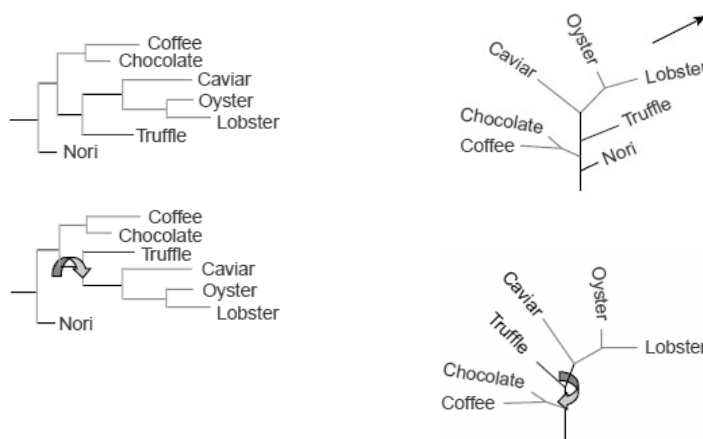 Coffee
Chocolate
Caviar
Oyster
Lobster
Truffle
Nori
Oyster
Caviar
Lobster
Chocolate
Truffle
Coffee
Nori
Coffee
Chocolate
Truffle
Caviar
Oyster
Lobster
Nori
Oyster
Caviar
Truffle
Lobster
Chocolate
Coffee